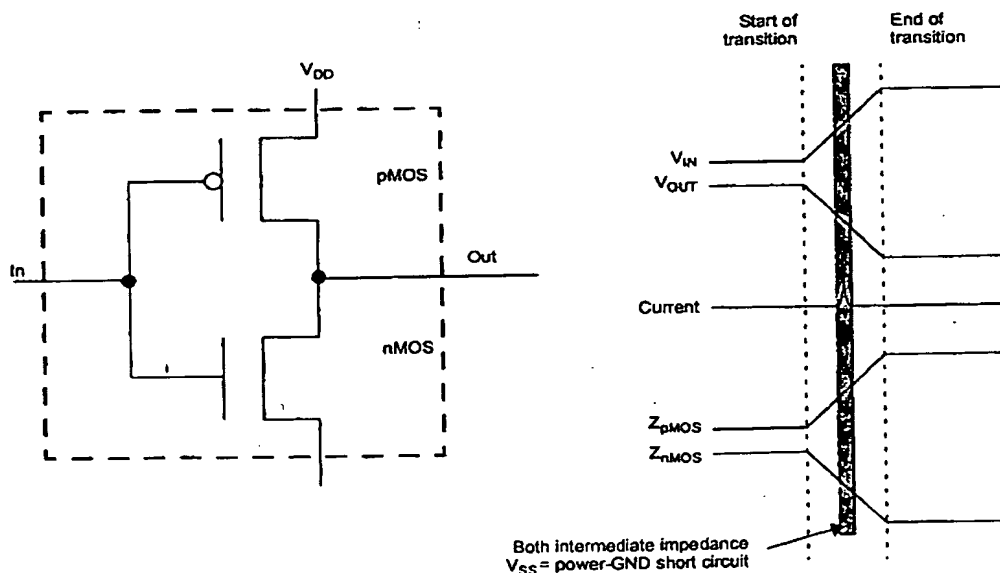 V_DD
pMOS
In
Out
nMOS
Start of
transition
End of
transition
V_IN
V_OUT
Current
Z_pMOS
Z_nMOS
Both intermediate impedance
V_SS = power-GND short circuit